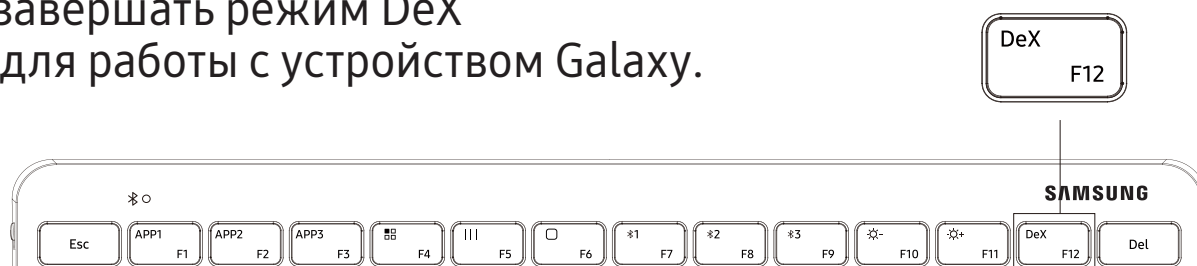 завершать режим DeX
для работы с устройством Galaxy.
DeX
F12
SAMSUNG
Esc
APP1
F1
APP2
F2
APP3
F3
F4
F5
F6
1
F7
2
F8
3
F9
-
F10
+
F11
DeX
F12
Del